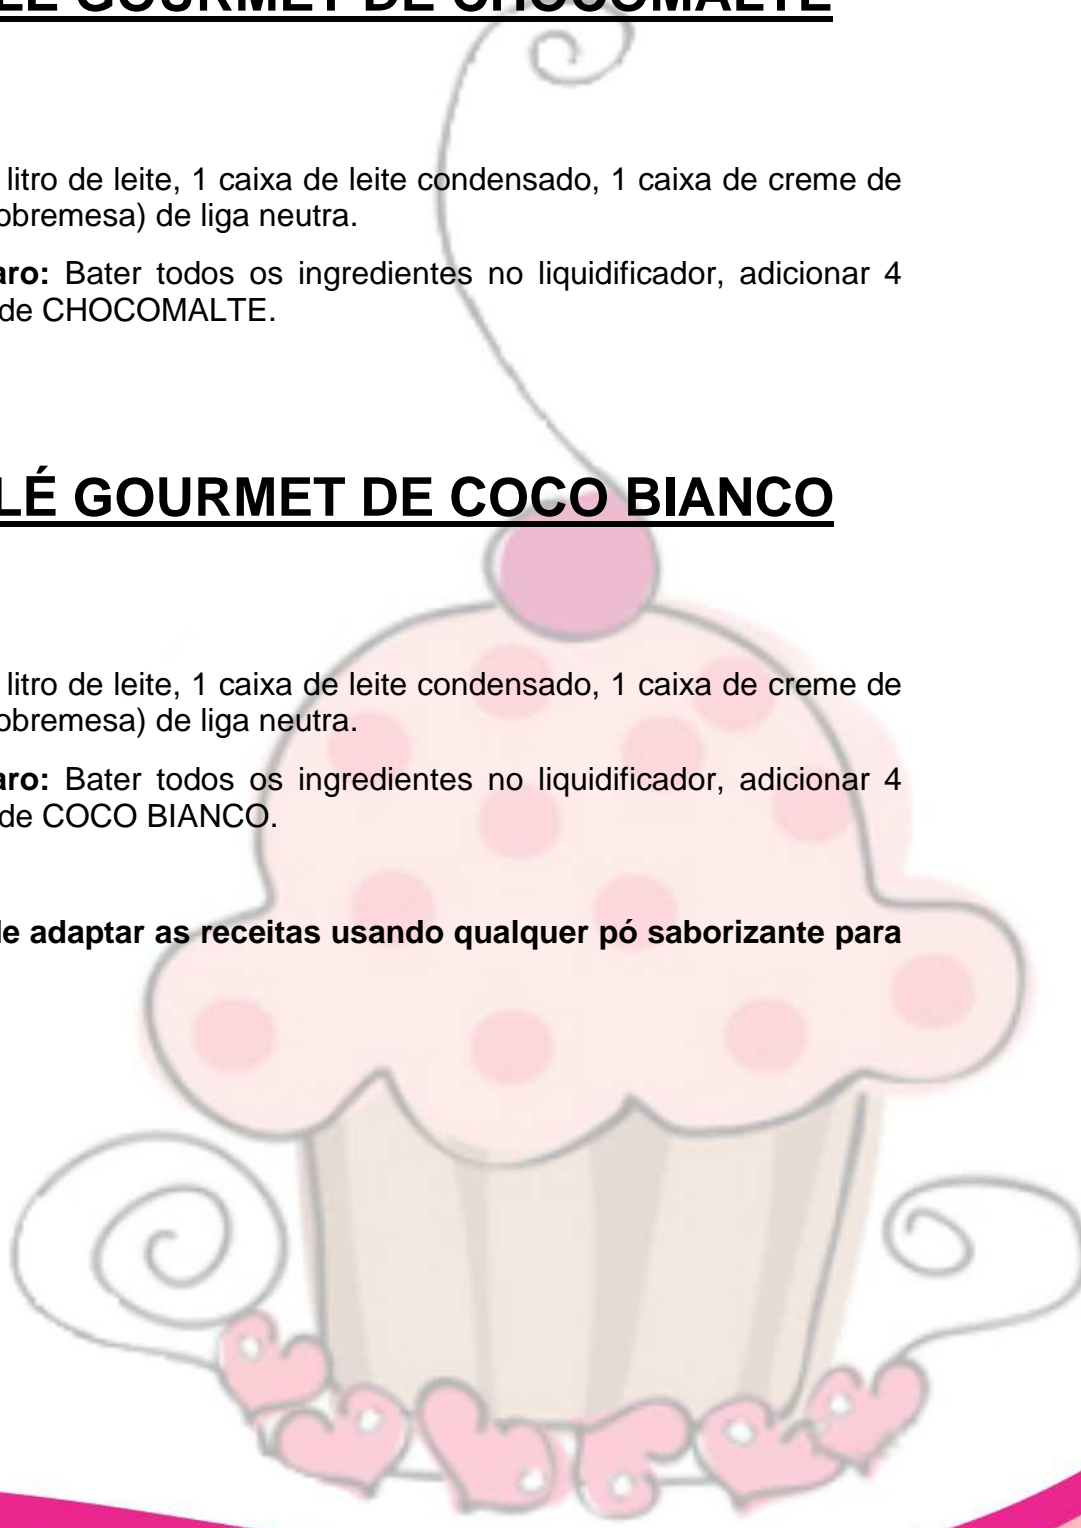 LÉ GOURMET DE CHOCOMALTE
litro de leite, 1 caixa de leite condensado, 1 caixa de creme de
obremesa) de liga neutra.
aro: Bater todos os ingredientes no liquidificador, adicionar 4
de CHOCOMALTE.
LÉ GOURMET DE COCO BIANCO
litro de leite, 1 caixa de leite condensado, 1 caixa de creme de
obremesa) de liga neutra.
aro: Bater todos os ingredientes no liquidificador, adicionar 4
de COCO BIANCO.
de adaptar as receitas usando qualquer pó saborizante para